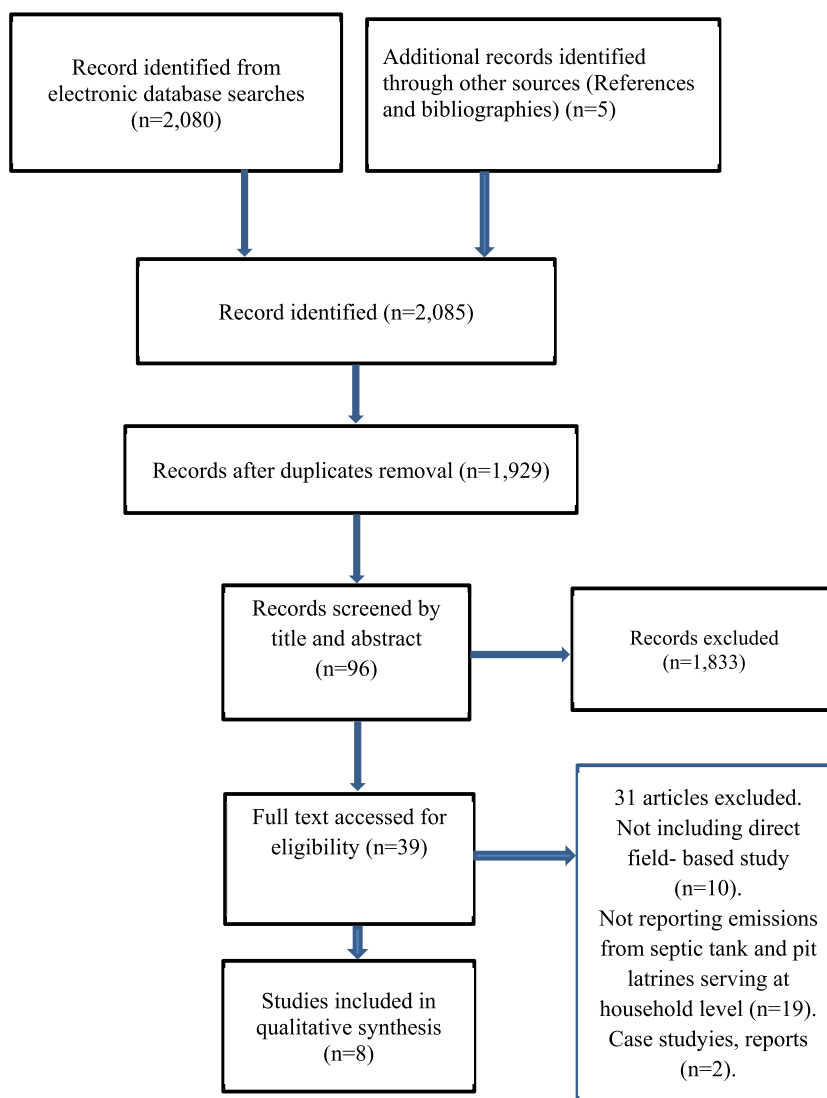 Record identified from
electronic database searches
(n=2,080)
Additional records identified
through other sources (References
and bibliographies) (n=5)
Record identified (n=2,085)
Records after duplicates removal (n=1,929)
Records screened by
title and abstract
(n=96)
Records excluded
(n=1,833)
Full text accessed for
eligibility (n=39)
31 articles excluded.
Not including direct
field- based study
(n=10).
Not reporting emissions
from septic tank and pit
latrines serving at
household level (n=19).
Case studyies, reports
(n=2).
Studies included in
qualitative synthesis
(n=8)